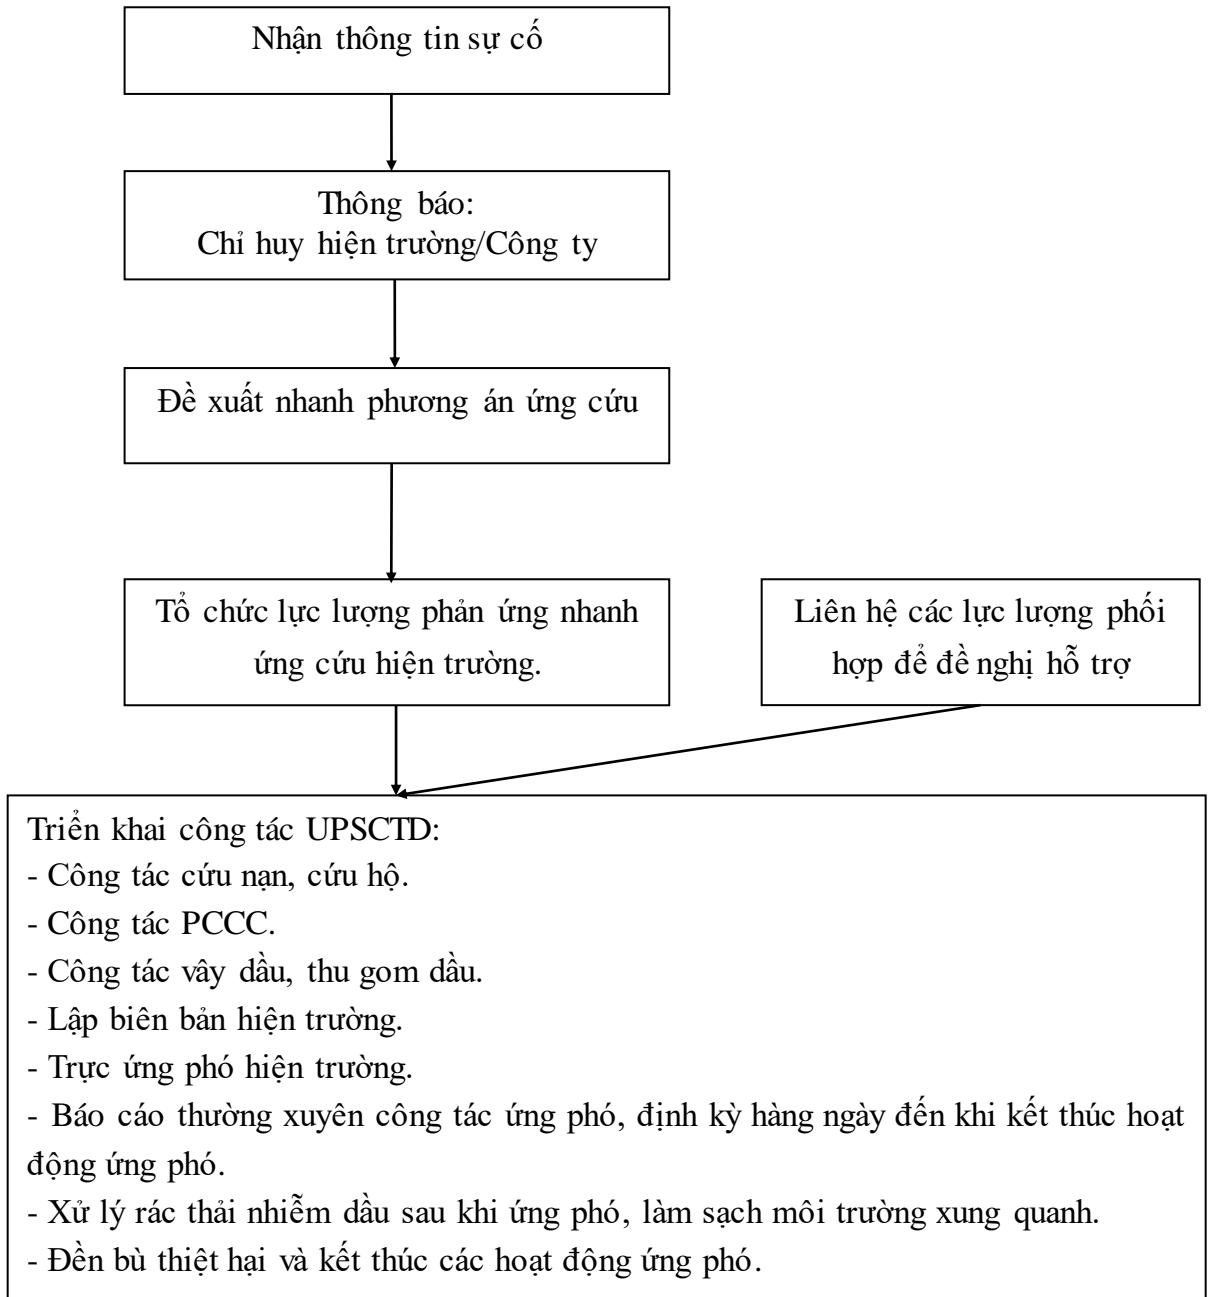 Nhận thông tin sự cố
Thông báo:
Chỉ huy hiện trường/Công ty
Đề xuất nhanh phương án ứng cứu
Tổ chức lực lượng phản ứng nhanh
ứng cứu hiện trường.
Liên hệ các lực lượng phối
hợp để đề nghị hỗ trợ
Triển khai công tác UPSCTD:
- Công tác cứu nạn, cứu hộ.
- Công tác PCCC.
- Công tác vây dầu, thu gom dầu.
- Lập biên bản hiện trường.
- Trực ứng phó hiện trường.
- Báo cáo thường xuyên công tác ứng phó, định kỳ hàng ngày đến khi kết thúc hoạt
động ứng phó.
- Xử lý rác thải nhiễm dầu sau khi ứng phó, làm sạch môi trường xung quanh.
- Đền bù thiệt hại và kết thúc các hoạt động ứng phó.